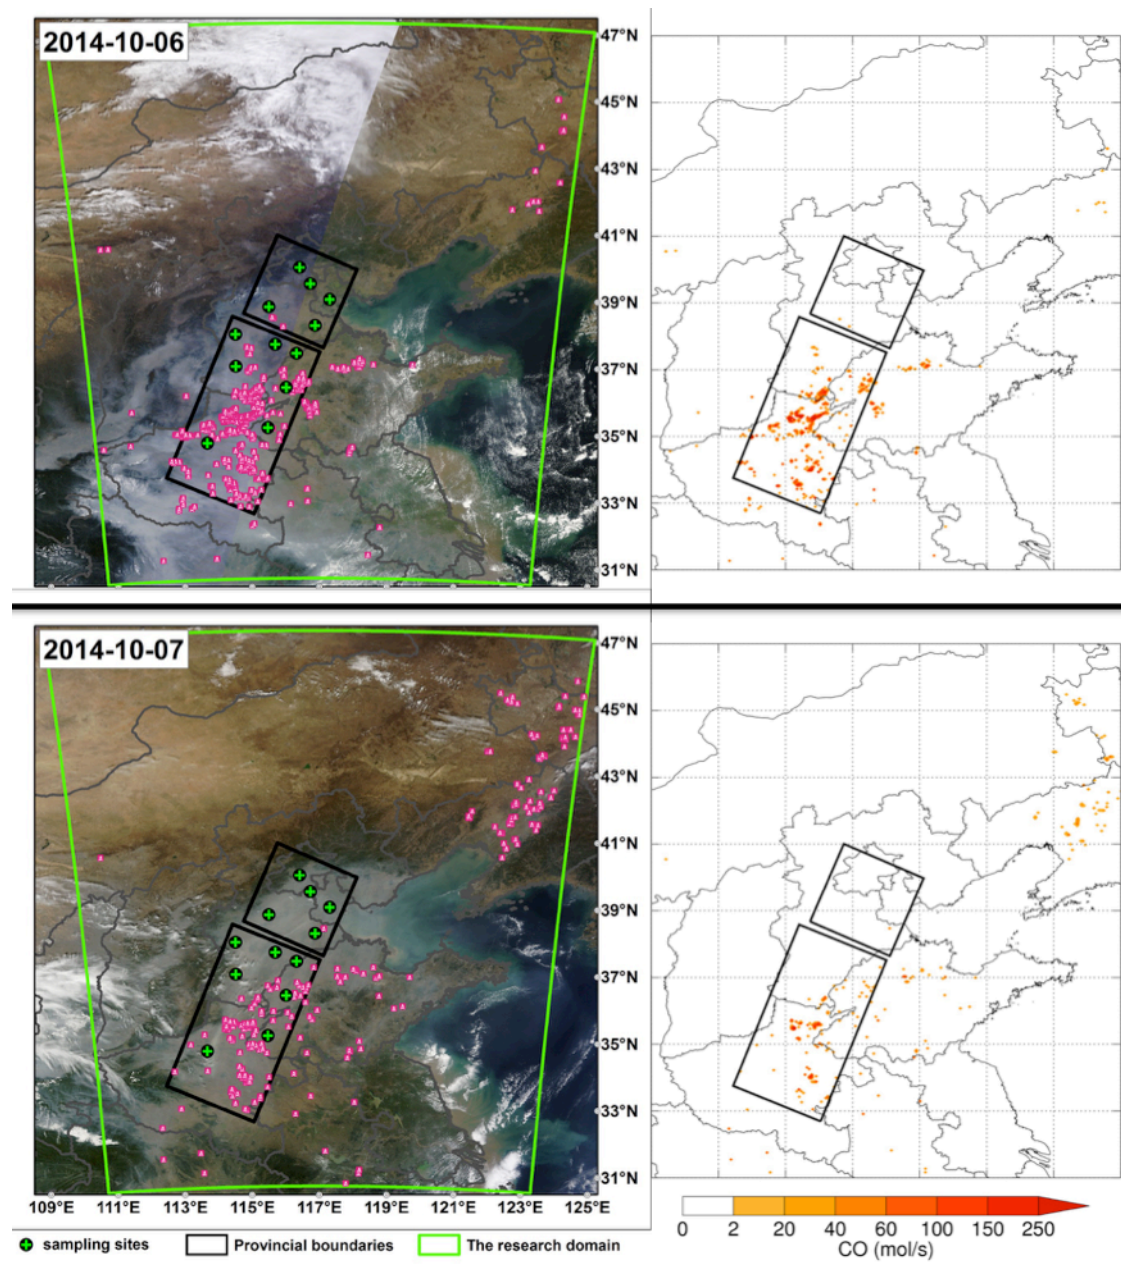 2014-10-06
47°N
45°N
43°N
41°N
39°N
37°N
35°N
33°N
31°N
2014-10-07
47°N
45°N
43°N
41°N
39°N
37°N
35°N
33°N
31°N
109°E 111°E 113°E 115°E 117°E 119°E 121°E 123°E 125°E
0 2 20 40 60 100 150 250
CO (mol/s)
sampling sites Provincial boundaries The research domain